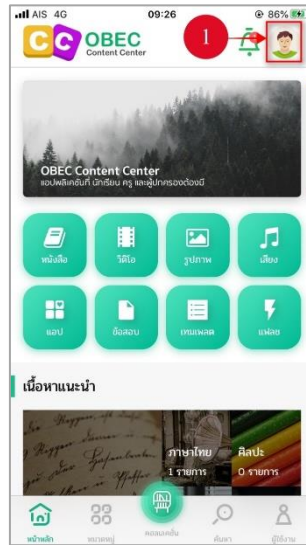 AIS 4G 09:26 86%
CC OBEC
Content Center
1
OBEC Content Center
แอปพลิเคชันที่ นักเรียน ครู และผู้ปกครองต้องมี
หนังสือ วิดีโอ รูปภาพ เสียง
แอป ข้อสอบ เทมเพลต แฟลช
เนื้อหาแนะนำ
ภาษาไทย ศิลปะ
1 รายการ 0 รายการ
หน้าหลัก หมวดหมู่ คอลเลคชัน ค้นหา ผู้ใช้งาน